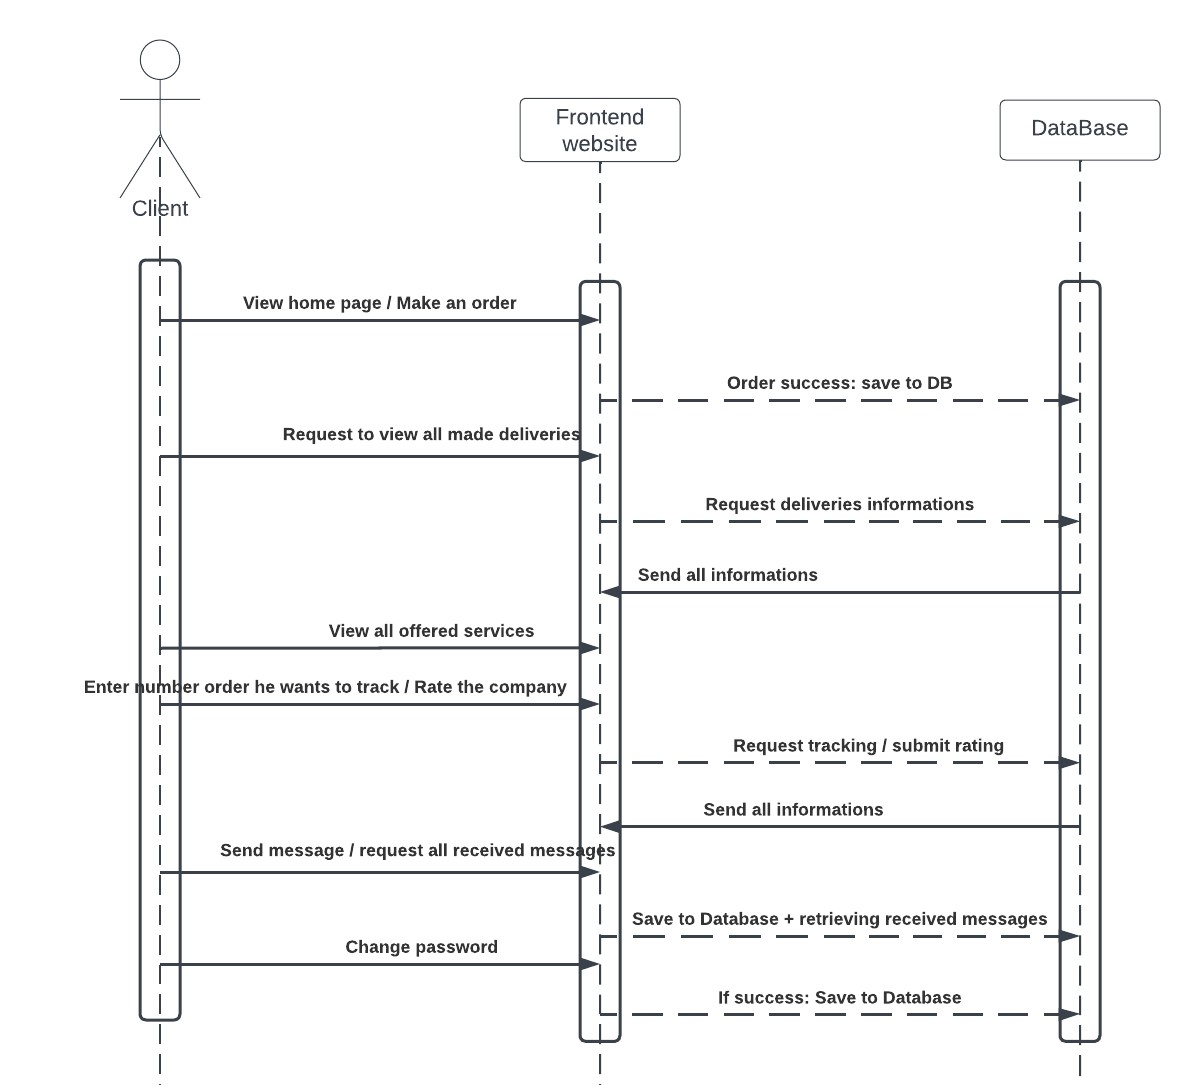 Frontend
website
DataBase
Client
View home page / Make an order
Order success: save to DB
Request to view all made deliveries
Request deliveries informations
Send all informations
View all offered services
Enter number order he wants to track / Rate the company
Request tracking / submit rating
Send all informations
Send message / request all received messages
Save to Database + retrieving received messages
Change password
If success: Save to Database